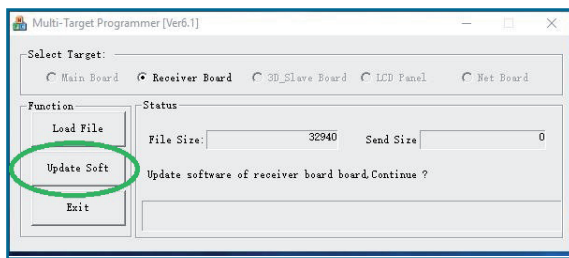 Multi-Target Programmer [Ver6.1]
Select Target:
Main Board Receiver Board 3D_Slave Board LCD Panel Net Board
Function
Status
Load File
File Size: 32940 Send Size 0
Update Soft
Update software of receiver board board,Continue ?
Exit